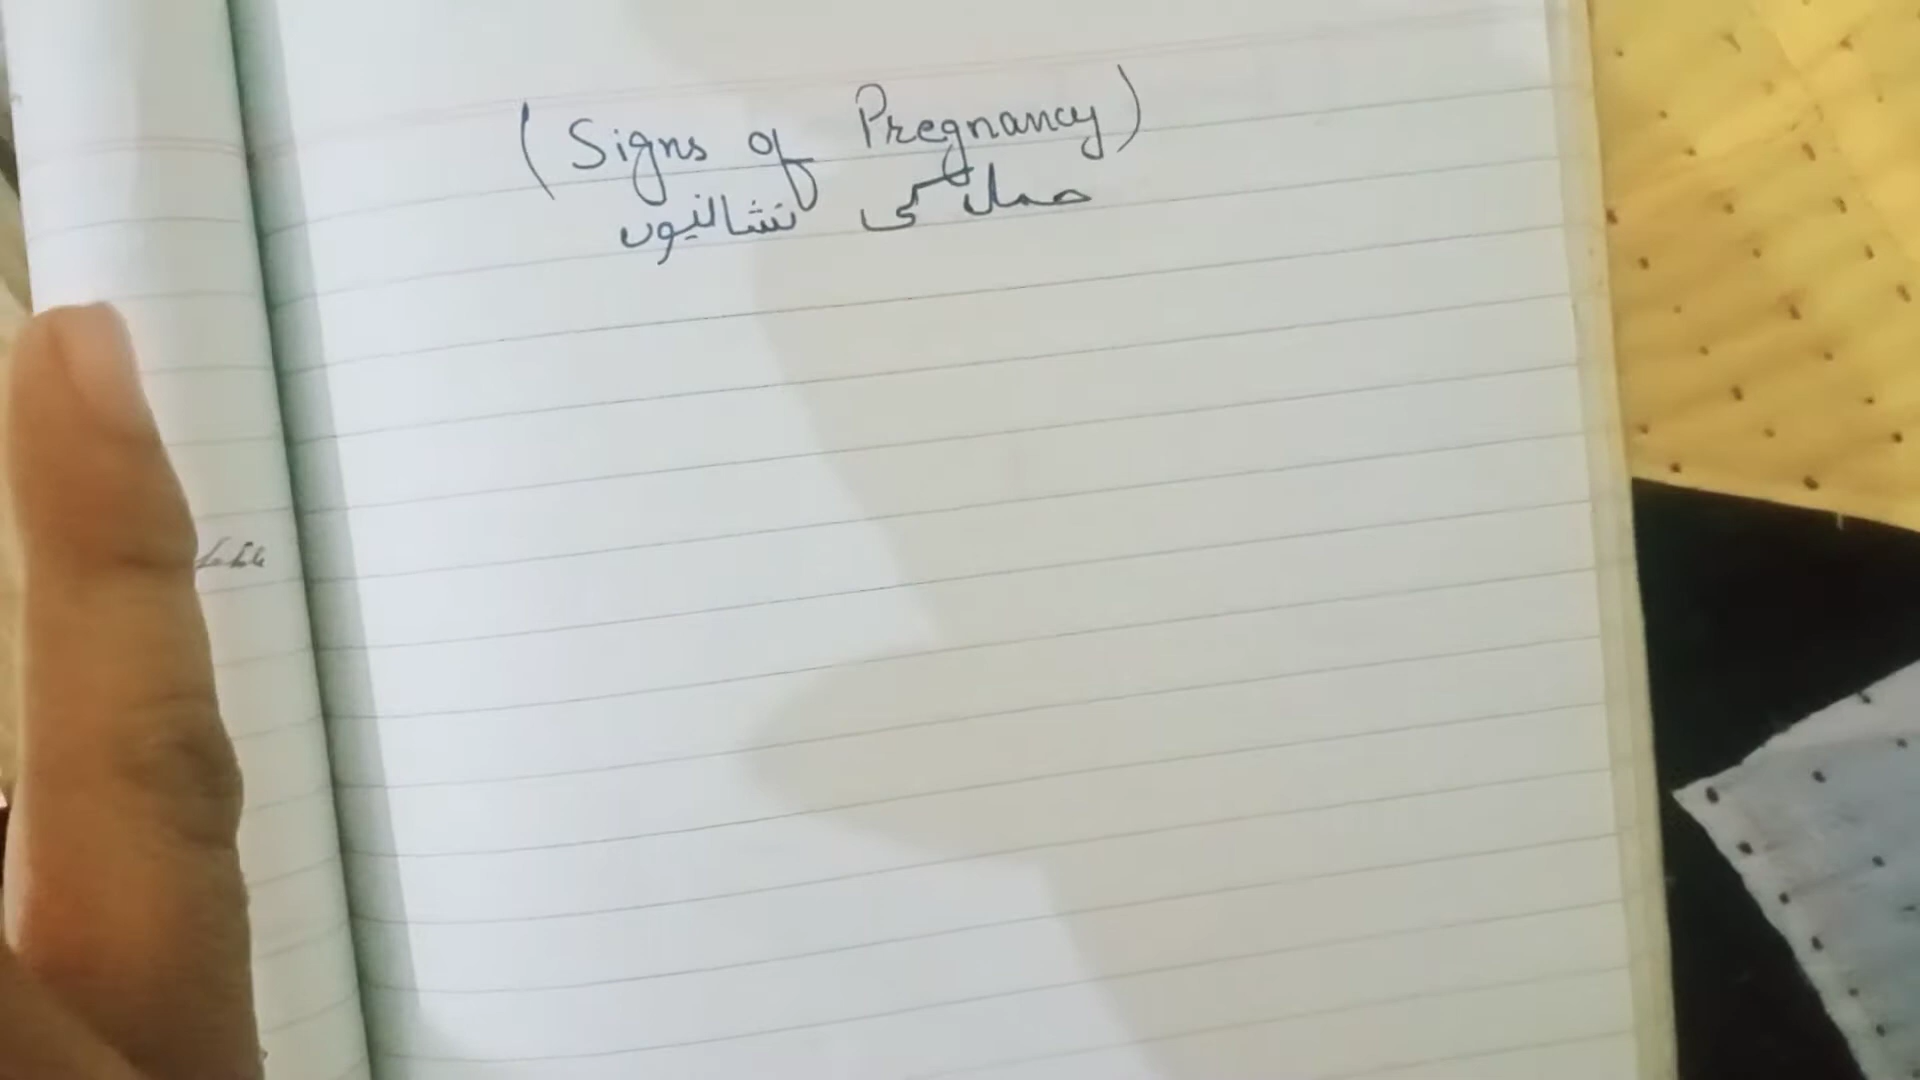 (Signs of Pregnancy)
حمل کی نشانیوں